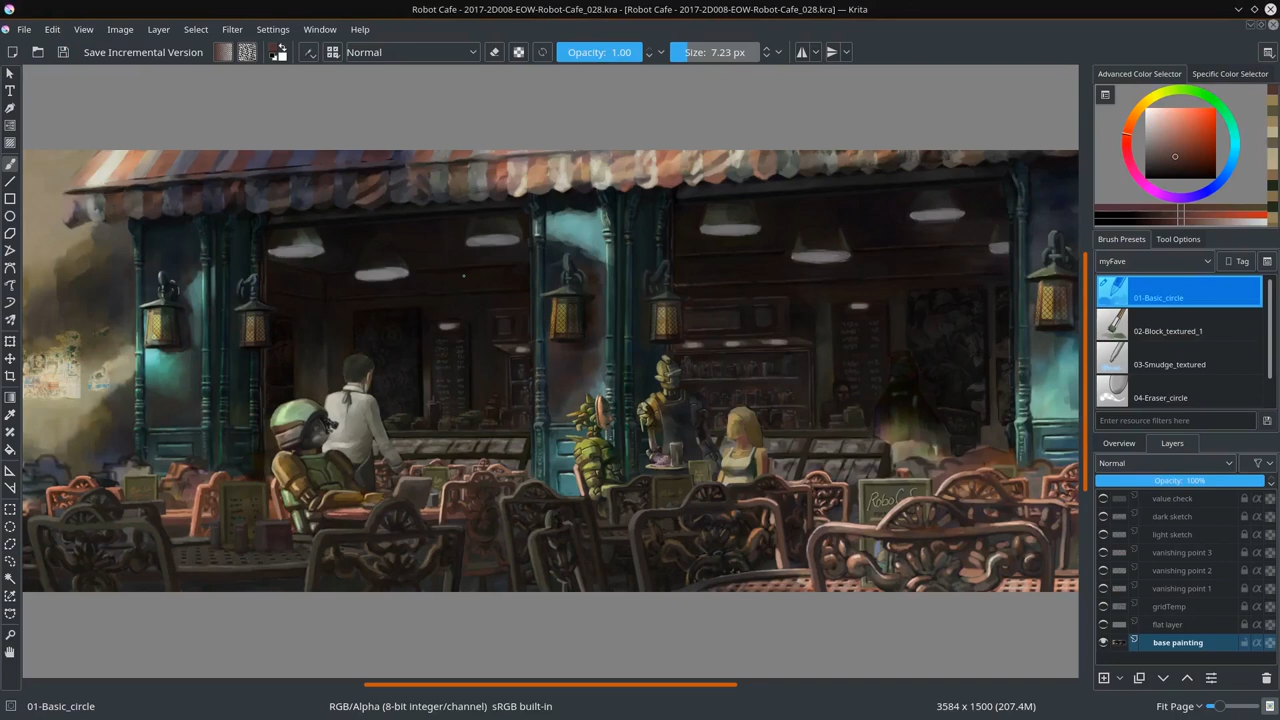 Robot Cafe - 2017-2D008-EOW-Robot-Cafe_028.kra - [Robot Cafe - 2017-2D008-EOW-Robot-Cafe_028.kra] — Krita
File Edit View Image Layer Select Filter Settings Tools Window Help
Save Incremental Version Normal Opacity: 1.00 Size: 7.23 px
Advanced Color Selector Specific Color Selector
Brush Presets Tool Options
myFave Tag
01-Basic_circle
02-Block_textured_1
03-Smudge_textured
04-Eraser_circle
Enter resource filters here
Overview Layers
Normal
Opacity: 100%
value check
dark sketch
light sketch
vanishing point 3
vanishing point 2
vanishing point 1
gridTemp
flat layer
base painting
01-Basic_circle RGB/Alpha (8-bit integer/channel) sRGB built-in 3584 x 1500 (207.4M) Fit Page